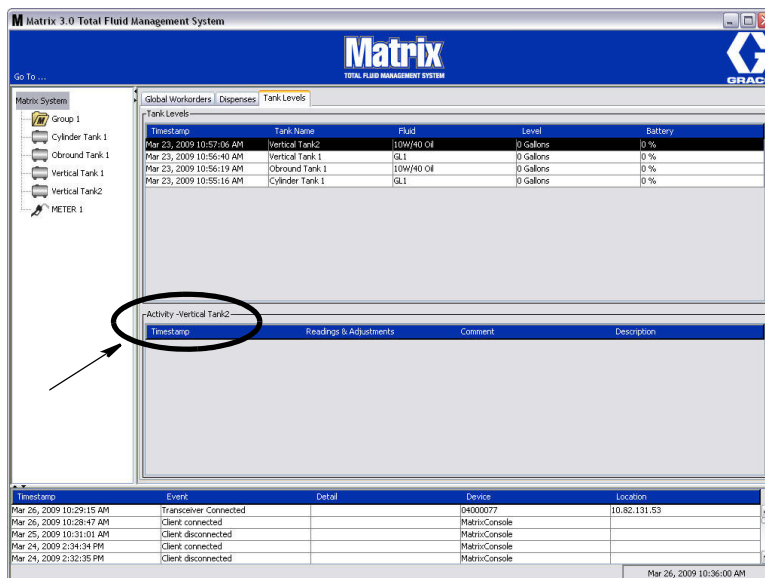 Matrix 3.0 Total Fluid Management System
Matrix
TOTAL FLUID MANAGEMENT SYSTEM
GRACO
Go To ...
Matrix System
Group 1
Cylinder Tank 1
Obround Tank 1
Vertical Tank 1
Vertical Tank2
METER 1
Global Workorders Dispenses Tank Levels
Tank Levels
Timestamp Tank Name Fluid Level Battery
Mar 23, 2009 10:57:06 AM Vertical Tank2 10W/40 Oil 0 Gallons 0 %
Mar 23, 2009 10:56:40 AM Vertical Tank 1 GL1 0 Gallons 0 %
Mar 23, 2009 10:56:19 AM Obround Tank 1 10W/40 Oil 0 Gallons 0 %
Mar 23, 2009 10:55:16 AM Cylinder Tank 1 GL1 0 Gallons 0 %
Activity -Vertical Tank2
Timestamp Readings & Adjustments Comment Description
Timestamp Event Detail Device Location
Mar 26, 2009 10:29:15 AM Transceiver Connected 04000077 10.82.131.53
Mar 26, 2009 10:28:47 AM Client connected MatrixConsole
Mar 25, 2009 10:31:01 AM Client disconnected MatrixConsole
Mar 24, 2009 2:34:34 PM Client connected MatrixConsole
Mar 24, 2009 2:32:35 PM Client disconnected MatrixConsole
Mar 26, 2009 10:36:00 AM